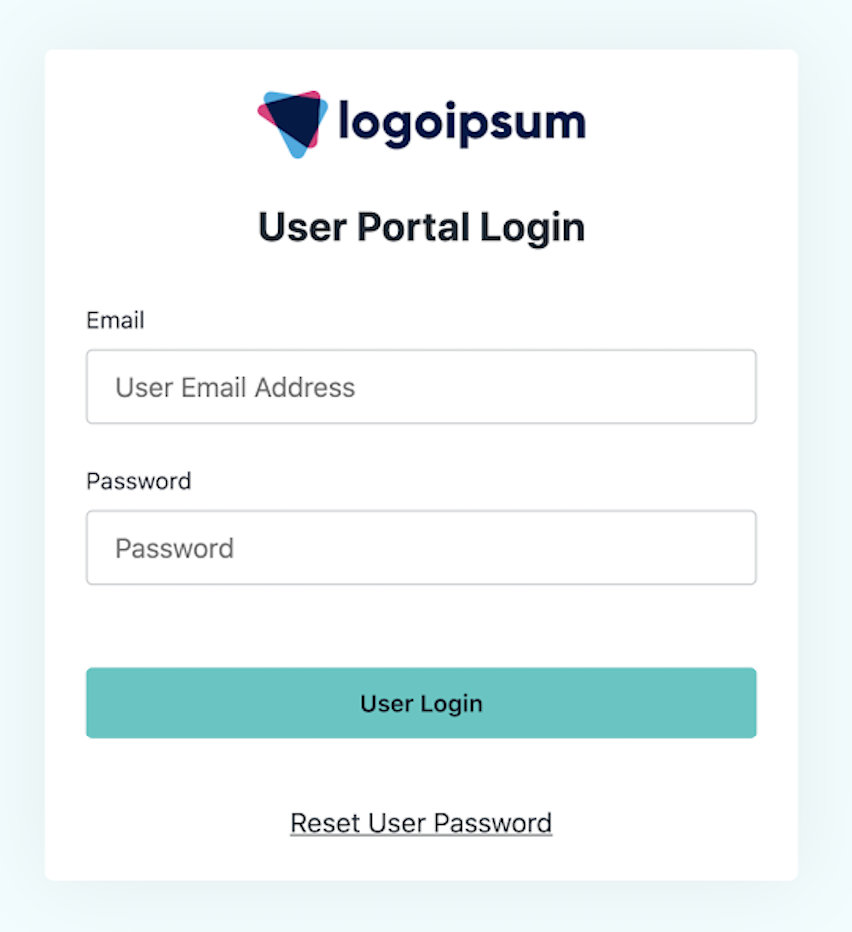 logoipsum
User Portal Login
Email
User Email Address
Password
Password
User Login
Reset User Password